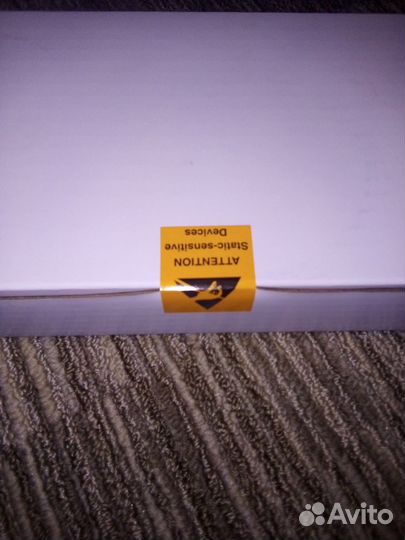 ATTENTION
Static-sensitive
Devices
Avito